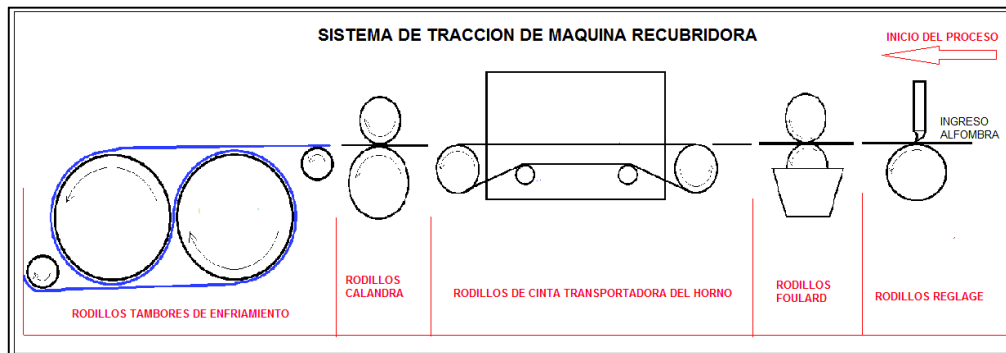 SISTEMA DE TRACCION DE MAQUINA RECUBRIDORA
INICIO DEL PROCESO
INGRESO
ALFOMBRA
RODILLOS TAMBORES DE ENFRIAMIENTO
RODILLOS
CALANDRA
RODILLOS DE CINTA TRANSPORTADORA DEL HORNO
RODILLOS
FOULARD
RODILLOS REGLAGE